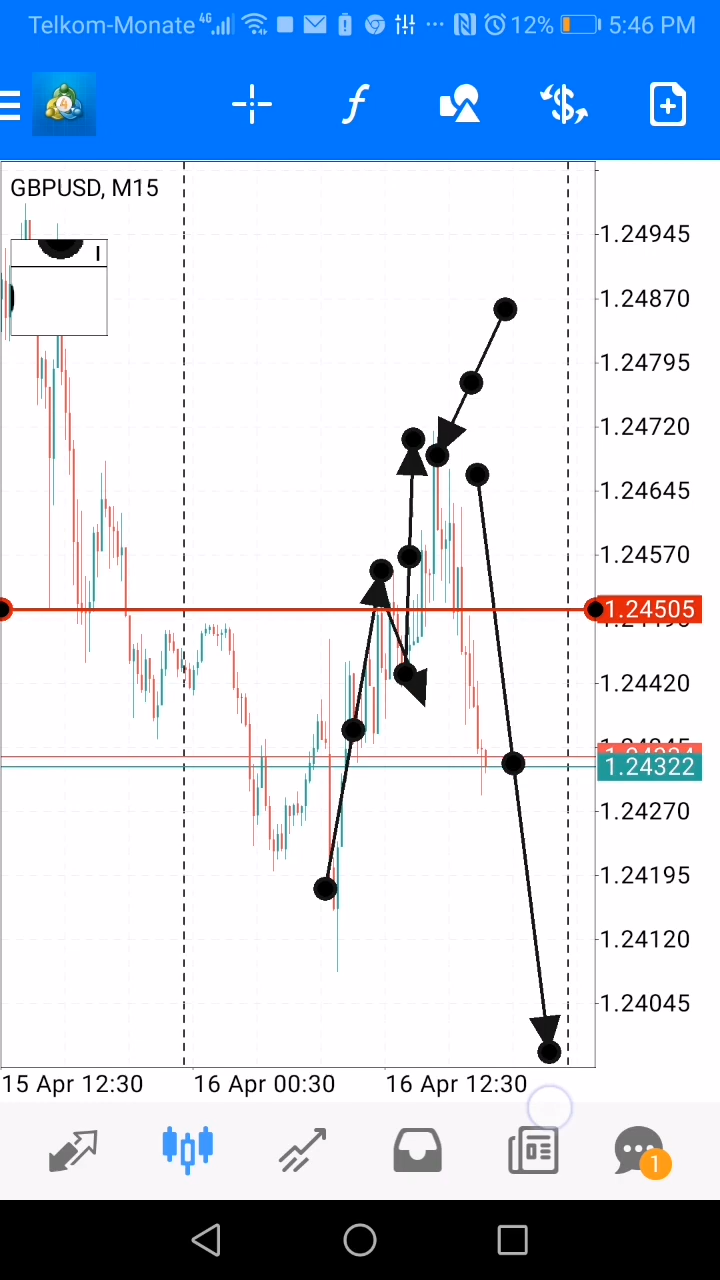 Telkom-Monate 4G 12% 5:46 PM
4 f $
GBPUSD, M15
I
1.24945
1.24870
1.24795
1.24720
1.24645
1.24570
1.24505
1.24420
1.24322
1.24270
1.24195
1.24120
1.24045
15 Apr 12:30 16 Apr 00:30 16 Apr 12:30
1